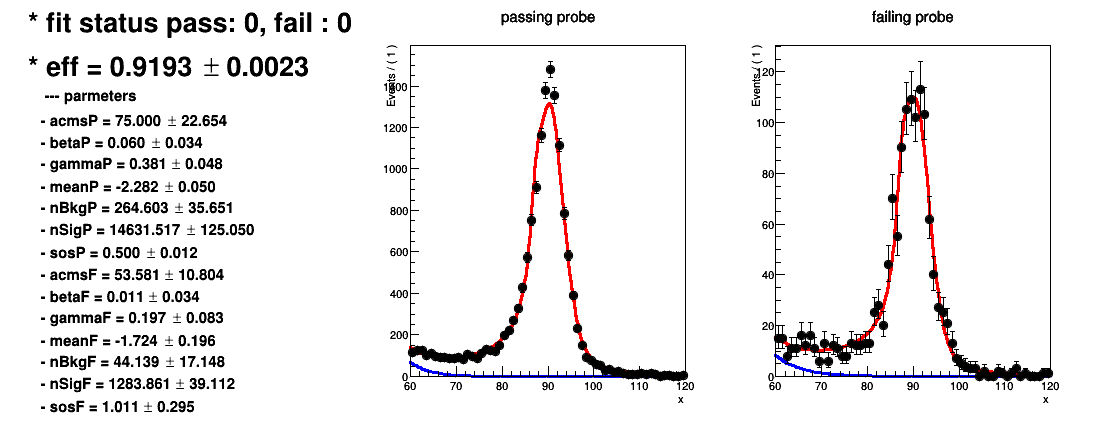 * fit status pass: 0, fail : 0
* eff = 0.9193 ± 0.0023
--- parmeters
- acmsP = 75.000 ± 22.654
- betaP = 0.060 ± 0.034
- gammaP = 0.381 ± 0.048
- meanP = -2.282 ± 0.050
- nBkgP = 264.603 ± 35.651
- nSigP = 14631.517 ± 125.050
- sosP = 0.500 ± 0.012
- acmsF = 53.581 ± 10.804
- betaF = 0.011 ± 0.034
- gammaF = 0.197 ± 0.083
- meanF = -1.724 ± 0.196
- nBkgF = 44.139 ± 17.148
- nSigF = 1283.861 ± 39.112
- sosF = 1.011 ± 0.295
passing probe
Events / ( 1 )
1400
1200
1000
800
600
400
200
0
60 70 80 90 100 110 120
x
failing probe
Events / ( 1 )
120
100
80
60
40
20
0
60 70 80 90 100 110 120
x